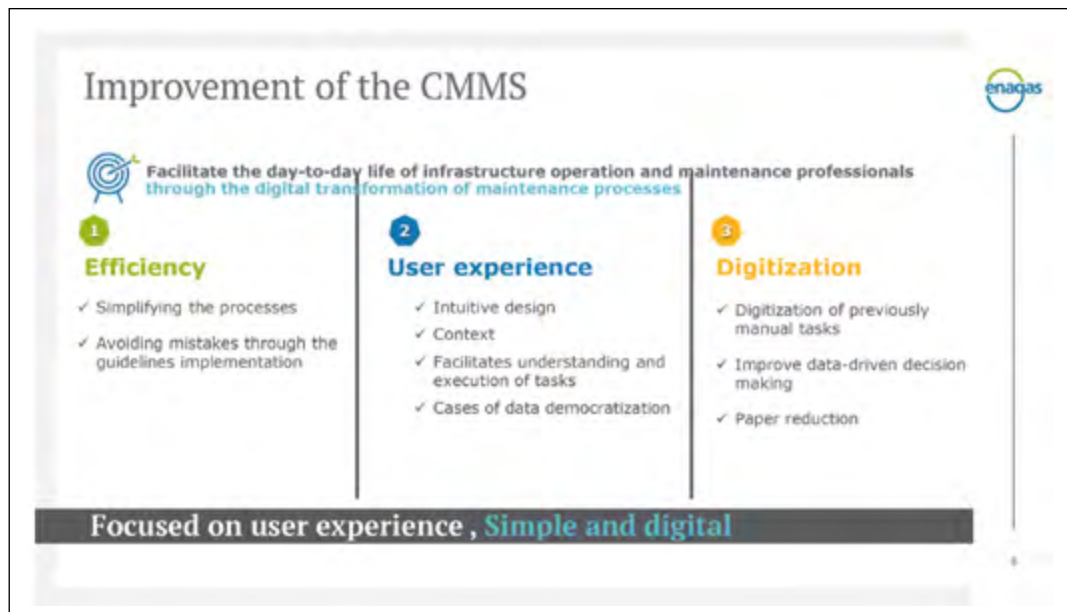 Improvement of the CMMS
enagas
Facilitate the day-to-day life of infrastructure operation and maintenance professionals
through the digital transformation of maintenance processes
1
Efficiency
✓ Simplifying the processes
✓ Avoiding mistakes through the
guidelines implementation
2
User experience
✓ Intuitive design
✓ Context
✓ Facilitates understanding and
execution of tasks
✓ Cases of data democratization
3
Digitization
✓ Digitization of previously
manual tasks
✓ Improve data-driven decision
making
✓ Paper reduction
Focused on user experience , Simple and digital